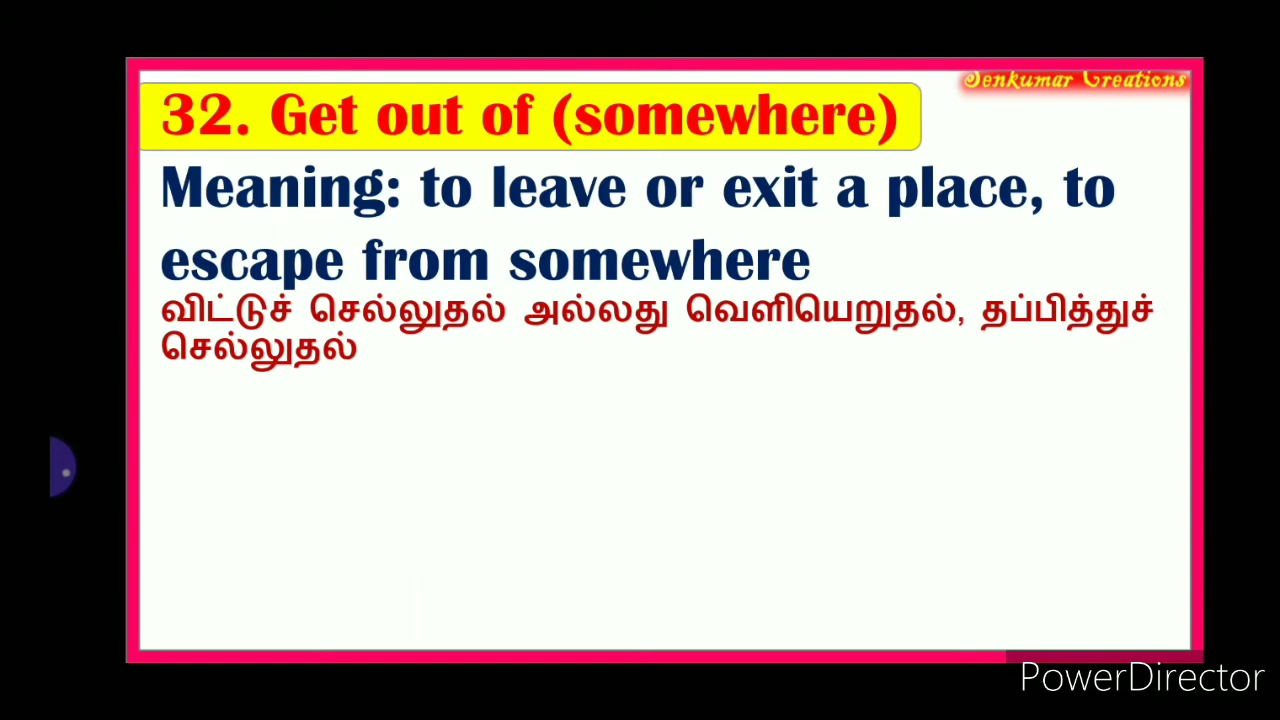 Senkumar Creations
32. Get out of (somewhere)
Meaning: to leave or exit a place, to
escape from somewhere
விட்டுச் செல்லுதல் அல்லது வெளியெறுதல், தப்பித்துச்
செல்லுதல்
PowerDirector